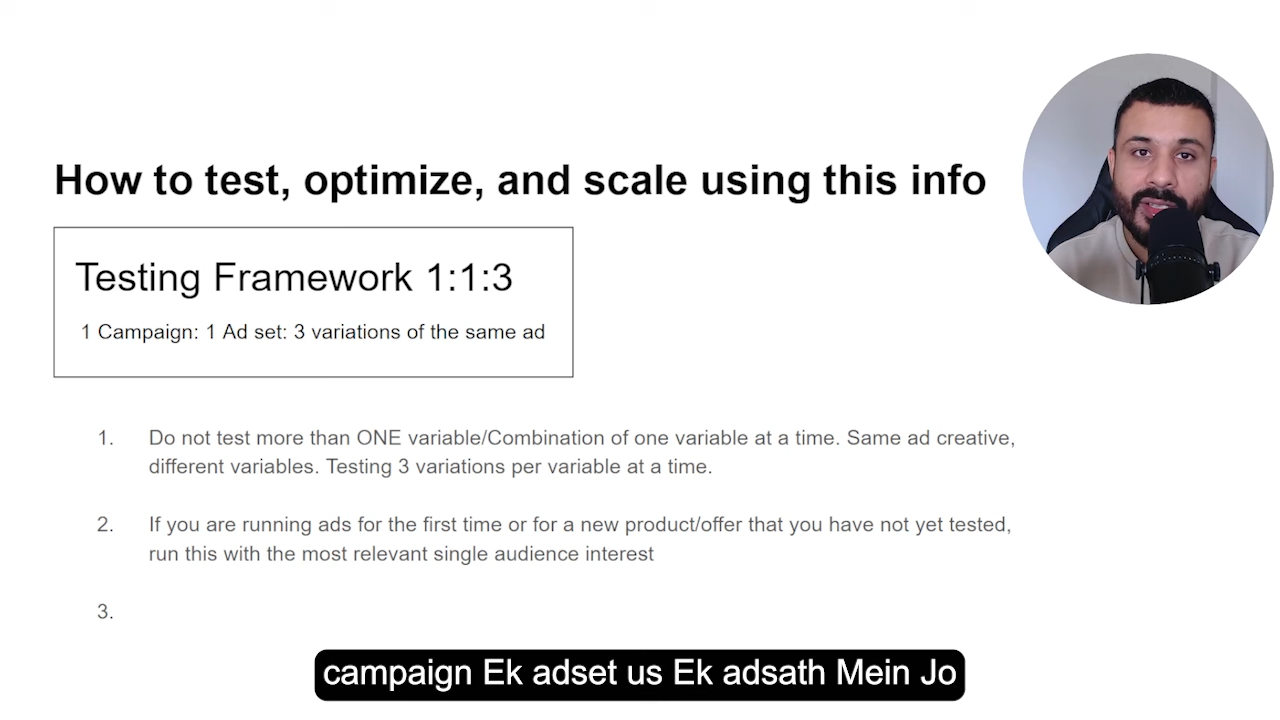 How to test, optimize, and scale using this info
Testing Framework 1:1:3
1 Campaign: 1 Ad set: 3 variations of the same ad
1. Do not test more than ONE variable/Combination of one variable at a time. Same ad creative,
different variables. Testing 3 variations per variable at a time.
2. If you are running ads for the first time or for a new product/offer that you have not yet tested,
run this with the most relevant single audience interest
3.
campaign Ek adset us Ek adsath Mein Jo